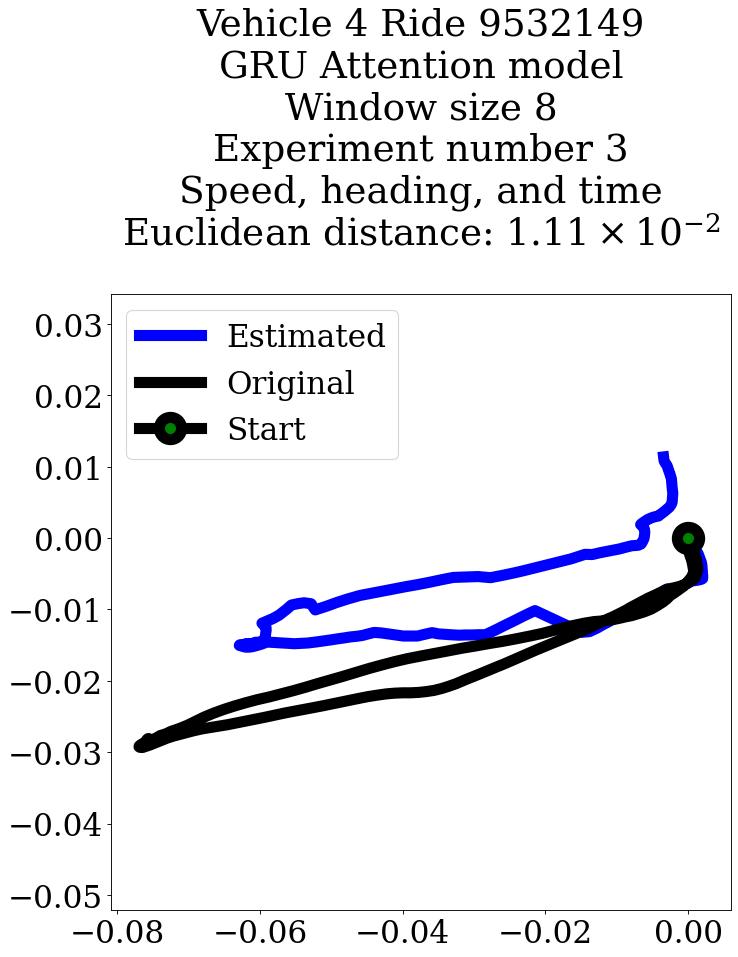 Vehicle 4 Ride 9532149
GRU Attention model
Window size 8
Experiment number 3
Speed, heading, and time
Euclidean distance: 1.11 × 10⁻²
Estimated
Original
Start
0.03
0.02
0.01
0.00
−0.01
−0.02
−0.03
−0.04
−0.05
−0.08
−0.06
−0.04
−0.02
0.00